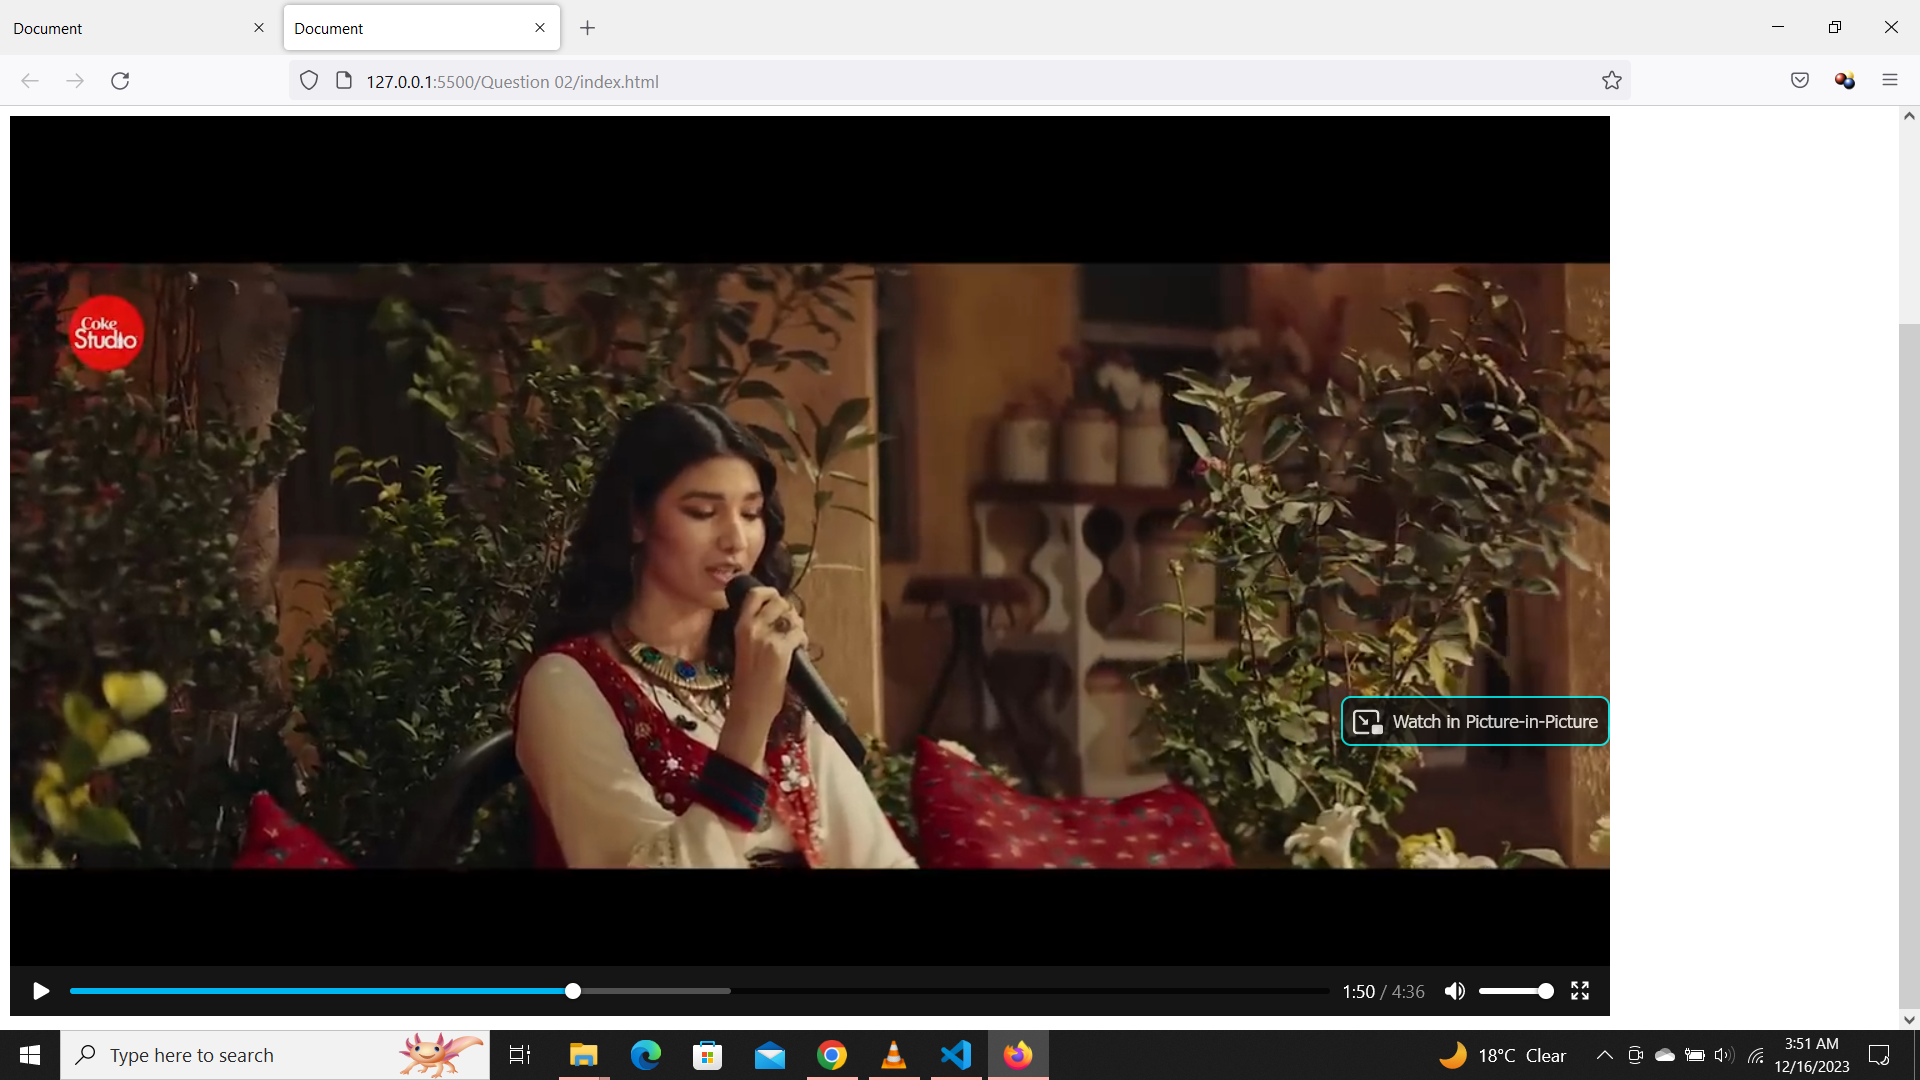 Document
Document
127.0.0.1:5500/Question 02/index.html
Coke
Studio
Watch in Picture-in-Picture
1:50 / 4:36
Type here to search
18°C Clear
3:51 AM
12/16/2023